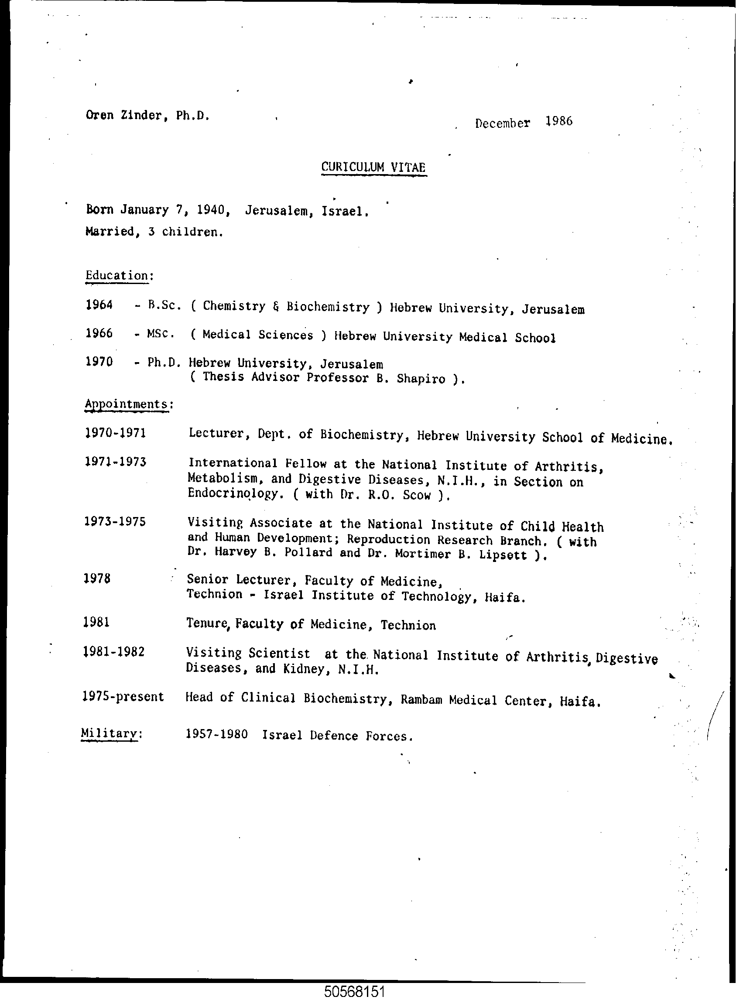 Oren Zinder, Ph.D.
December 1986
CURICULUM VITAE
Born January 7, 1940, Jerusalem, Israel.
Married, 3 children.
Education:
1964 - B.Sc. ( Chemistry & Biochemistry ) Hebrew University, Jerusalem
1966 - MSc. ( Medical Sciences ) Hebrew University Medical School
1970 - Ph.D. Hebrew University, Jerusalem
( Thesis Advisor Professor B. Shapiro ).
Appointments:
1970-1971 Lecturer, Dept. of Biochemistry, Hebrew University School of Medicine.
1971-1973 International Fellow at the National Institute of Arthritis,
Metabolism, and Digestive Diseases, N.I.H., in Section on
Endocrinology. ( with Dr. R.O. Scow ).
1973-1975 Visiting Associate at the National Institute of Child Health
and Human Development; Reproduction Research Branch. ( with
Dr. Harvey B. Pollard and Dr. Mortimer B. Lipsett ).
1978 Senior Lecturer, Faculty of Medicine,
Technion - Israel Institute of Technology, Haifa.
1981 Tenure, Faculty of Medicine, Technion
1981-1982 Visiting Scientist at the National Institute of Arthritis, Digestive
Diseases, and Kidney, N.I.H.
1975-present Head of Clinical Biochemistry, Rambam Medical Center, Haifa.
Military: 1957-1980 Israel Defence Forces.
50568151